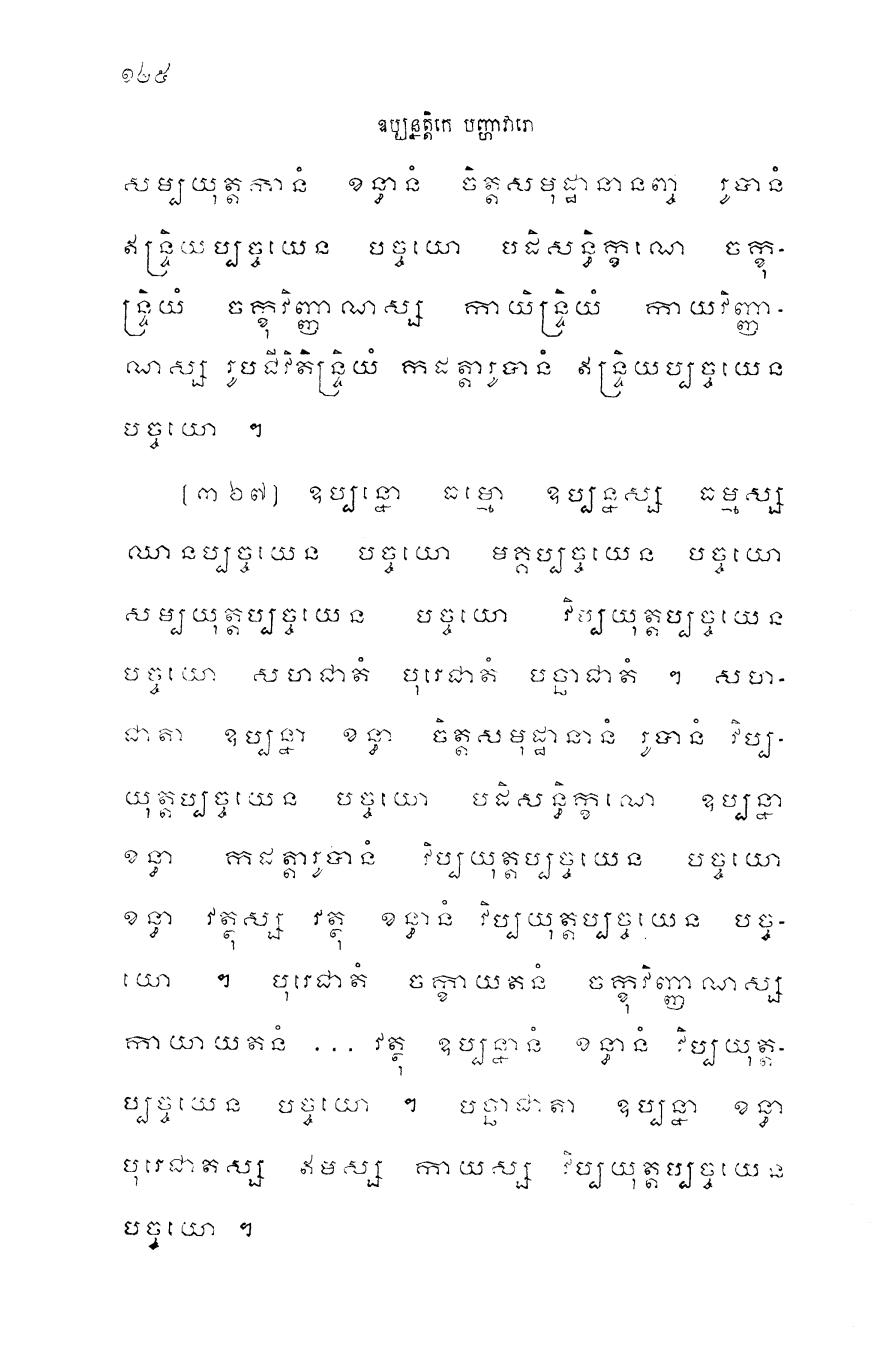 ១៤៥
ឧប្បន្នត្តិកេ បញ្ហាវារោ
សម្បយុត្តកានំ ខន្ធានំ ចិត្តសមុដ្ឋានានញ្ច រូបានំ
ឥន្ទ្រិយប្បច្ចយេន បច្ចយោ បដិសន្ធិក្ខណេ ចក្ខុ-
ន្ទ្រិយំ ចក្ខុវិញ្ញាណស្ស កាយិន្ទ្រិយំ កាយវិញ្ញា-
ណស្ស រូបជីវិតិន្ទ្រិយំ កដត្តារូបានំ ឥន្ទ្រិយប្បច្ចយេន
បច្ចយោ ។
(៣៦៧) ឧប្បន្នោ ធម្មោ ឧប្បន្នស្ស ធម្មស្ស
ឈានប្បច្ចយេន បច្ចយោ មគ្គប្បច្ចយេន បច្ចយោ
សម្បយុត្តប្បច្ចយេន បច្ចយោ វិប្បយុត្តប្បច្ចយេន
បច្ចយោ សហជាតំ បុរេជាតំ បច្ឆាជាតំ ។ សហ-
ជាតា ឧប្បន្នា ខន្ធា ចិត្តសមុដ្ឋានានំ រូបានំ វិប្ប-
យុត្តប្បច្ចយេន បច្ចយោ បដិសន្ធិក្ខណេ ឧប្បន្នា
ខន្ធា កដត្តារូបានំ វិប្បយុត្តប្បច្ចយេន បច្ចយោ
ខន្ធា វត្ថុស្ស វត្ថុ ខន្ធានំ វិប្បយុត្តប្បច្ចយេន បច្ច-
យោ ។ បុរេជាតំ ចក្ខាយតនំ ចក្ខុវិញ្ញាណស្ស
កាយាយតនំ ... វត្ថុ ឧប្បន្នានំ ខន្ធានំ វិប្បយុត្ត-
ប្បច្ចយេន បច្ចយោ ។ បច្ឆាជាតា ឧប្បន្នា ខន្ធា
បុរេជាតស្ស ឥមស្ស កាយស្ស វិប្បយុត្តប្បច្ចយេន
បច្ចយោ ។